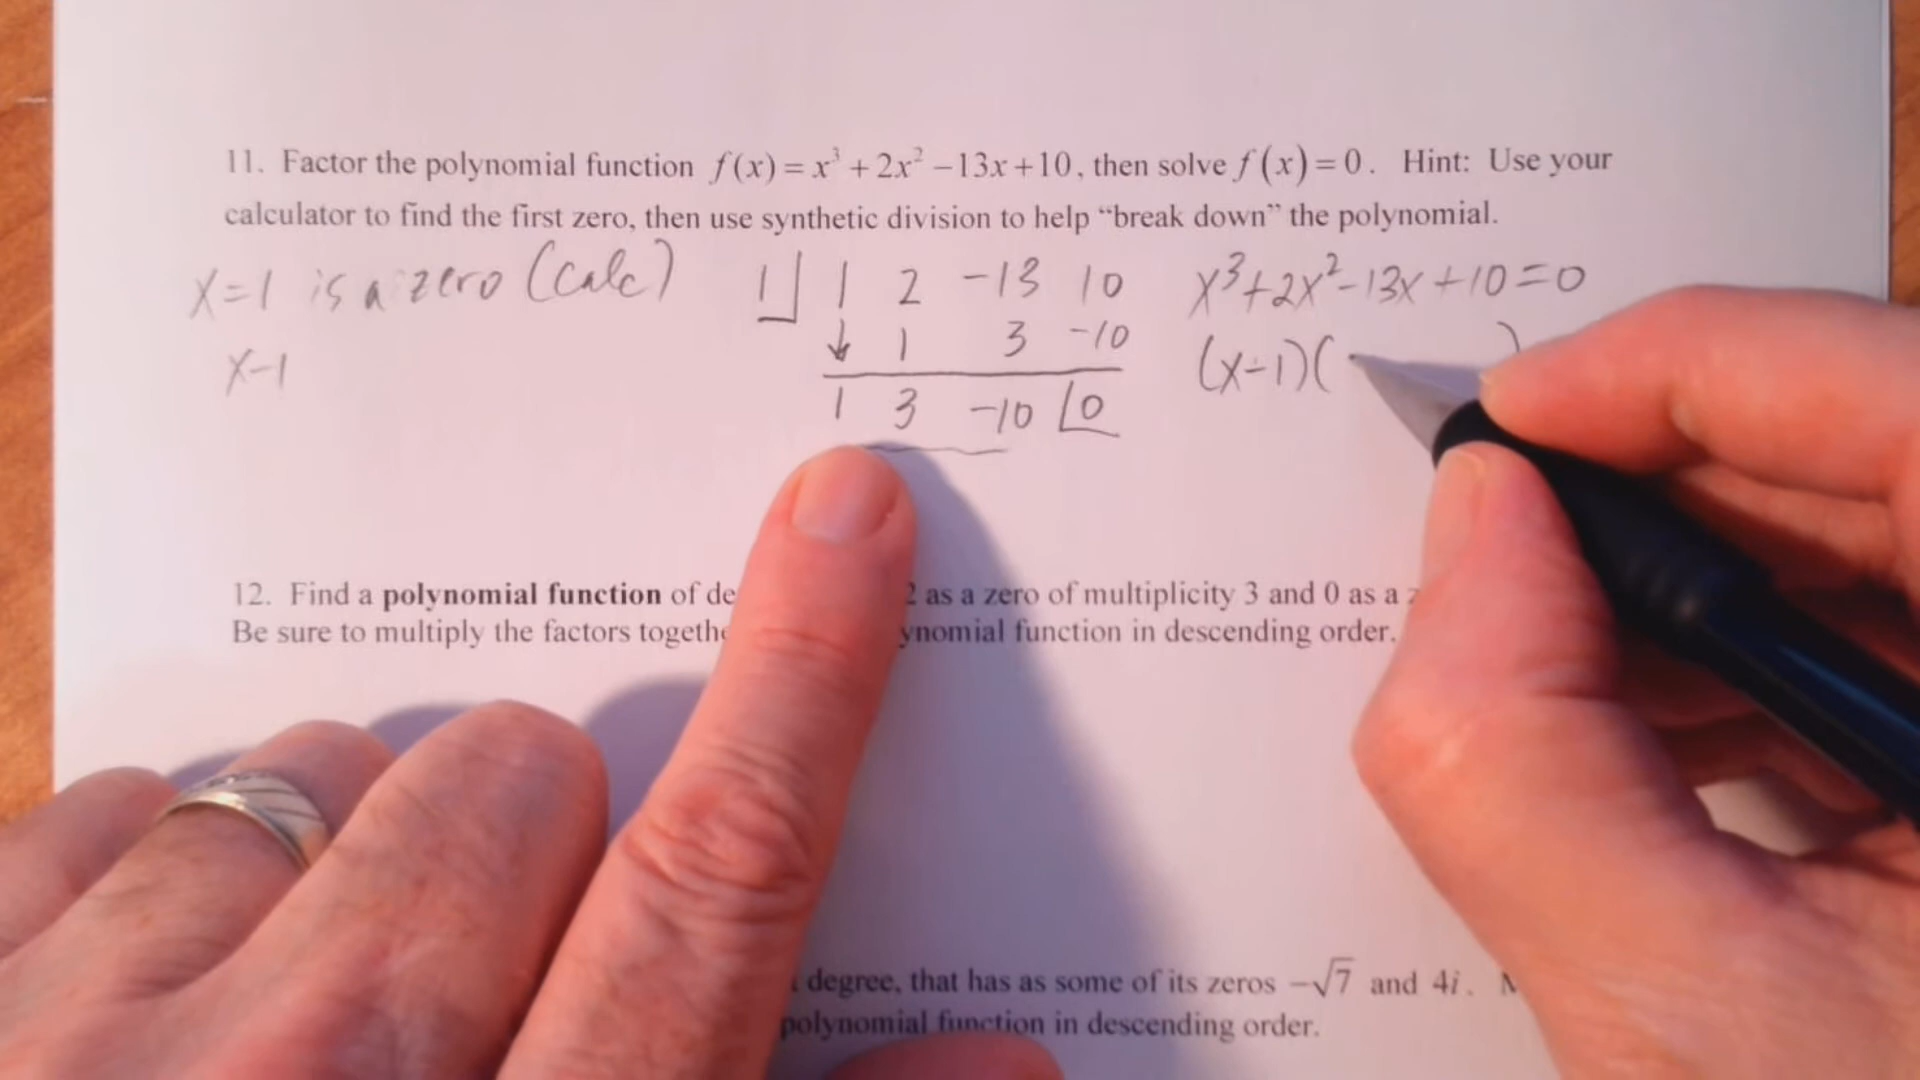 11. Factor the polynomial function f(x) = x³ + 2x² − 13x + 10, then solve f(x) = 0. Hint: Use your
calculator to find the first zero, then use synthetic division to help “break down” the polynomial.
x=1 is a zero (calc)
x-1
1⌋ 1 2 -13 10
↓ 1 3 -10
1 3 -10 ⌊0
x³+2x²-13x+10=0
(x-1)( )
12. Find a polynomial function of 2 as a zero of multiplicity 3 and 0 as a
Be sure to multiply the factors function in descending order.
degree, that has as some of its zeros −√7 and 4i.
polynomial function in descending order.